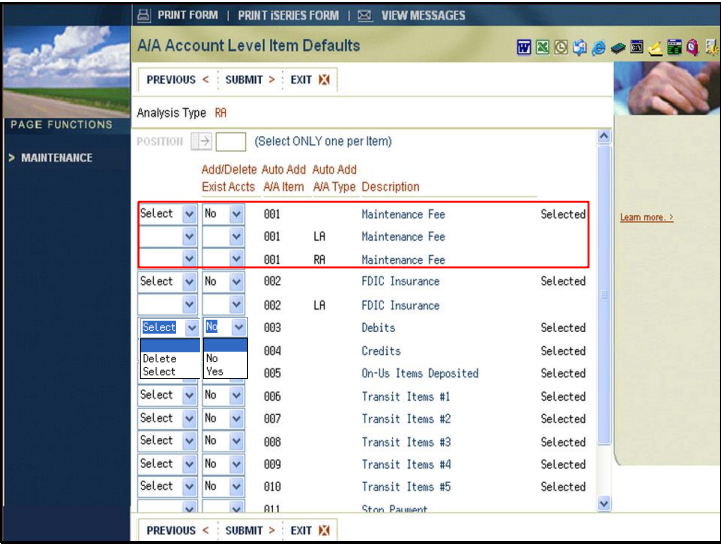 PRINT FORM | PRINT iSERIES FORM | VIEW MESSAGES
A/A Account Level Item Defaults
PREVIOUS < SUBMIT > EXIT
Analysis Type RA
PAGE FUNCTIONS
POSITION (Select ONLY one per Item)
> MAINTENANCE
Add/Delete Auto Add Auto Add
Exist Accts A/A Item A/A Type Description
Select No 001 Maintenance Fee Selected
Learn more. >
001 LA Maintenance Fee
001 RA Maintenance Fee
Select No 002 FDIC Insurance Selected
002 LA FDIC Insurance
Select No 003 Debits Selected
004 Credits Selected
Delete No
Select Yes
005 On-Us Items Deposited Selected
Select No 006 Transit Items #1 Selected
Select No 007 Transit Items #2 Selected
Select No 008 Transit Items #3 Selected
Select No 009 Transit Items #4 Selected
Select No 010 Transit Items #5 Selected
011 Stop Payment
PREVIOUS < SUBMIT > EXIT